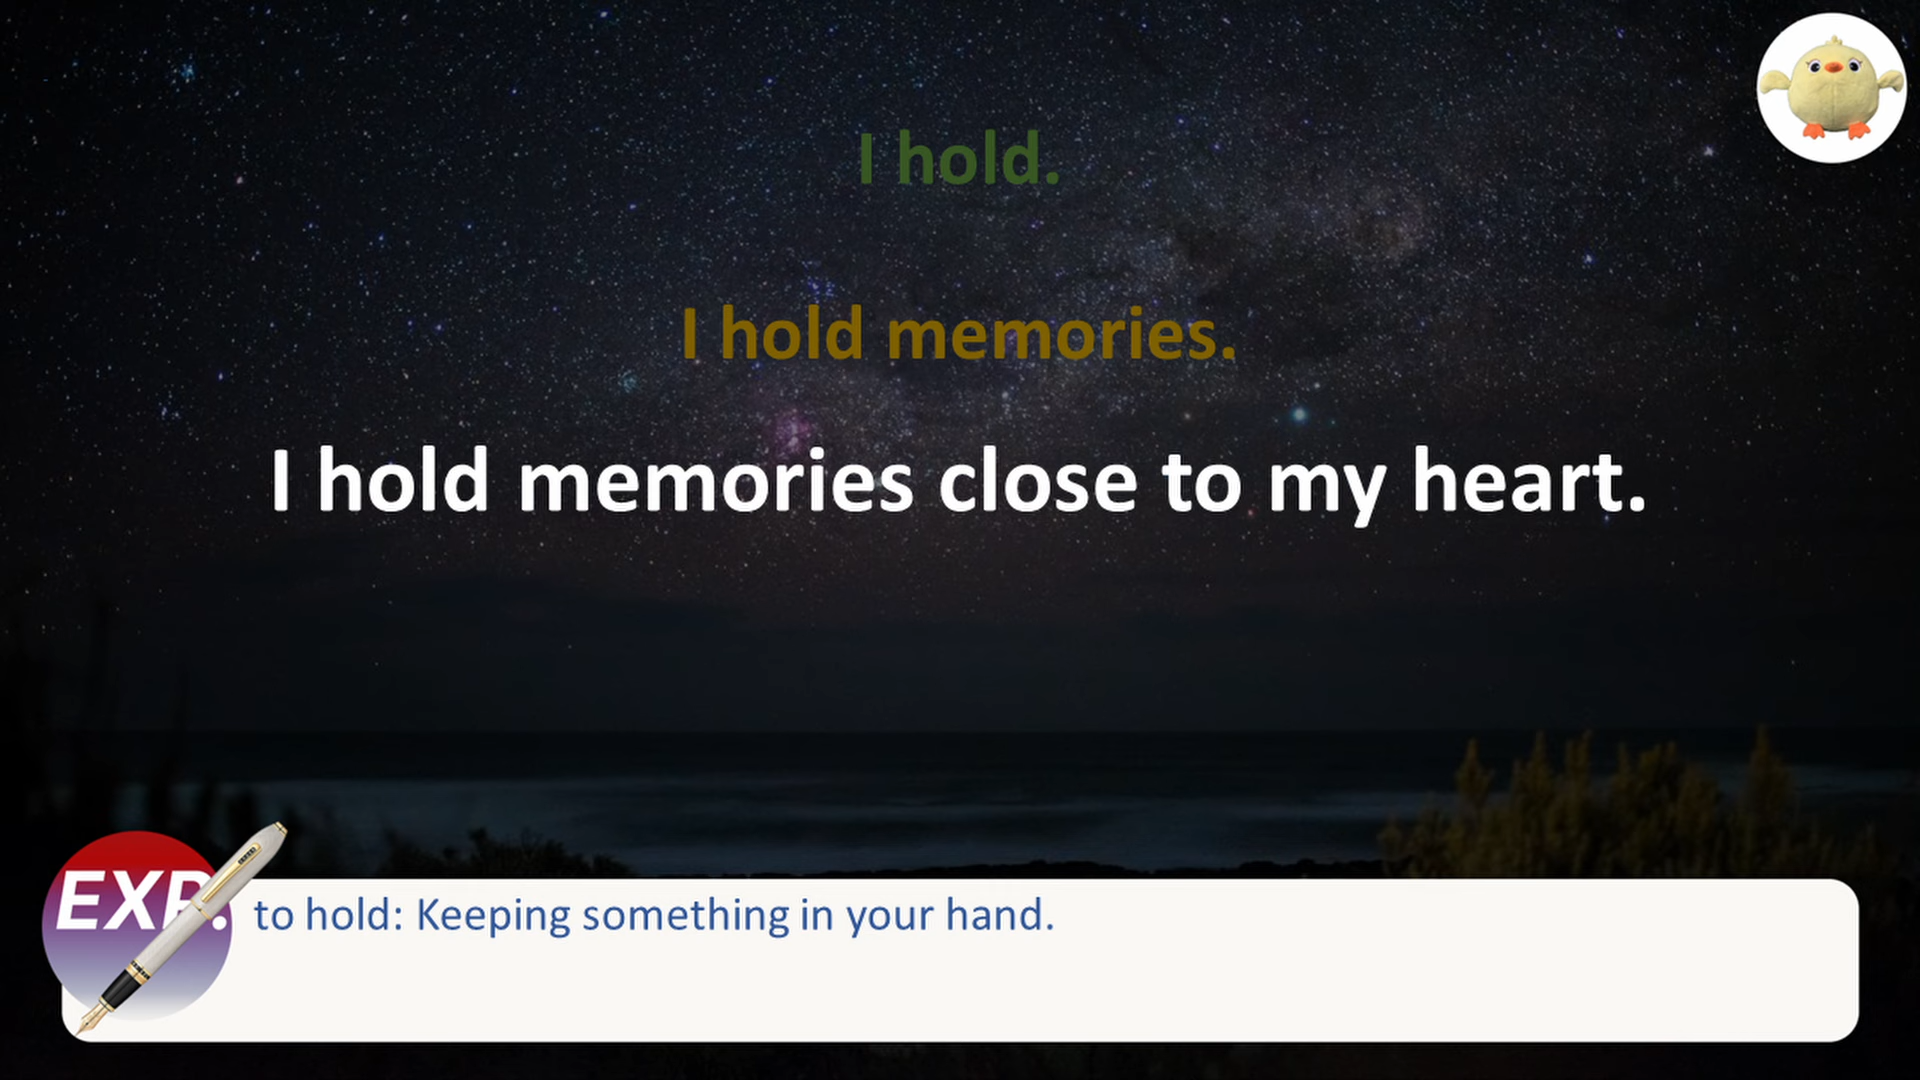 I hold.
I hold memories.
I hold memories close to my heart.
EXP.
to hold: Keeping something in your hand.